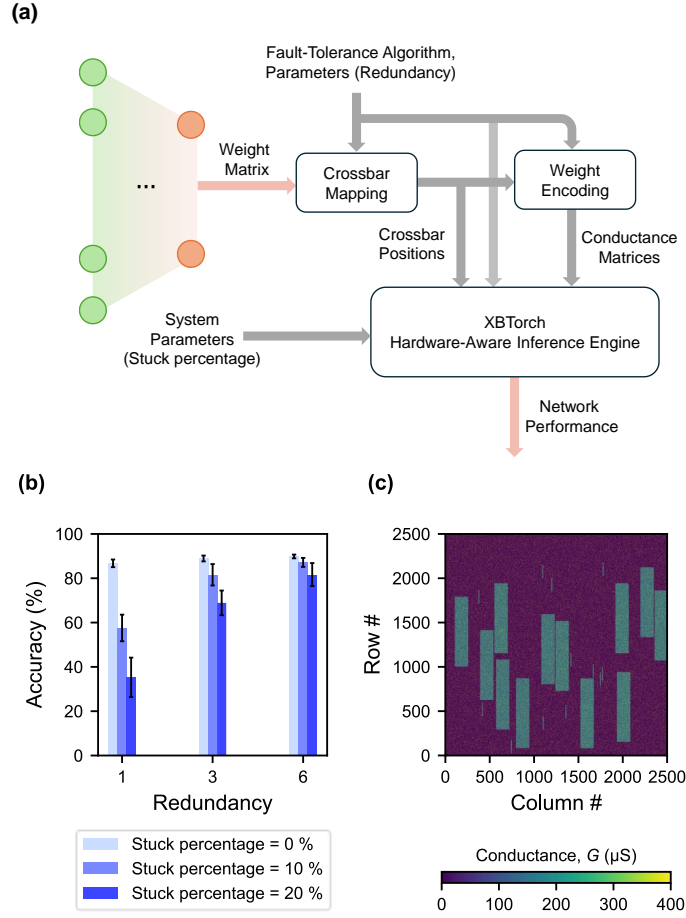 (a)
Fault-Tolerance Algorithm,
Parameters (Redundancy)
Weight
Matrix
...
Crossbar
Mapping
Weight
Encoding
Crossbar
Positions
Conductance
Matrices
System
Parameters
(Stuck percentage)
XBTorch
Hardware-Aware Inference Engine
Network
Performance
(b)
100
80
60
40
20
0
Accuracy (%)
1 3 6
Redundancy
Stuck percentage = 0 %
Stuck percentage = 10 %
Stuck percentage = 20 %
(c)
2500
2000
1500
1000
500
0
Row #
0 500 1000 1500 2000 2500
Column #
Conductance, G (µS)
0 100 200 300 400